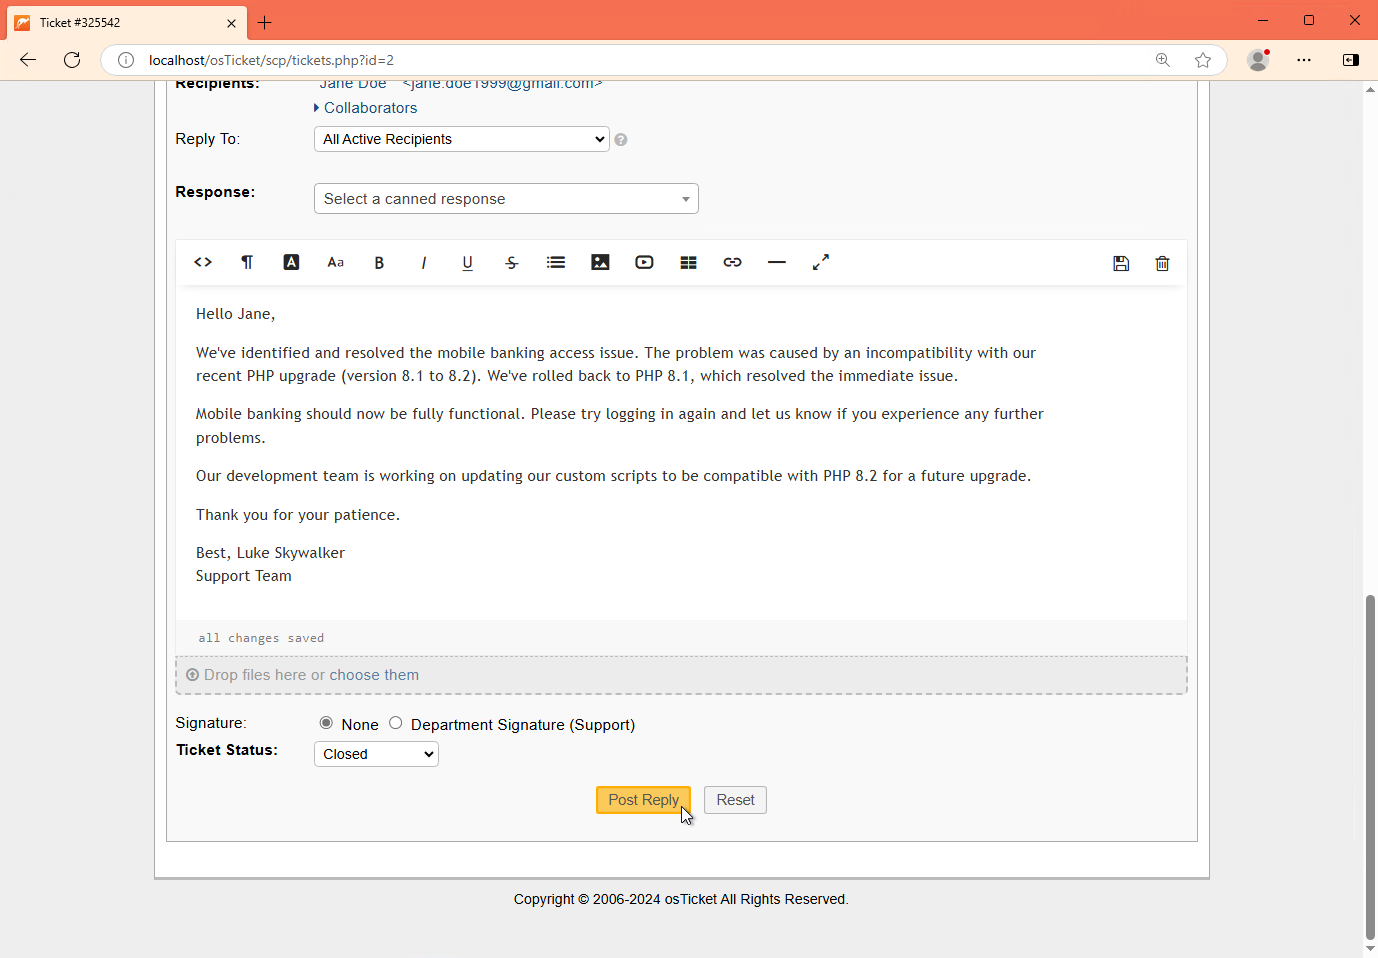 Ticket #325542
localhost/osTicket/scp/tickets.php?id=2
Recipients: Jane Doe <jane.doe1999@gmail.com>
Collaborators
Reply To: All Active Recipients
Response: Select a canned response
Hello Jane,
We've identified and resolved the mobile banking access issue. The problem was caused by an incompatibility with our
recent PHP upgrade (version 8.1 to 8.2). We've rolled back to PHP 8.1, which resolved the immediate issue.
Mobile banking should now be fully functional. Please try logging in again and let us know if you experience any further
problems.
Our development team is working on updating our custom scripts to be compatible with PHP 8.2 for a future upgrade.
Thank you for your patience.
Best, Luke Skywalker
Support Team
all changes saved
Drop files here or choose them
Signature: None Department Signature (Support)
Ticket Status: Closed
Post Reply Reset
Copyright © 2006-2024 osTicket All Rights Reserved.